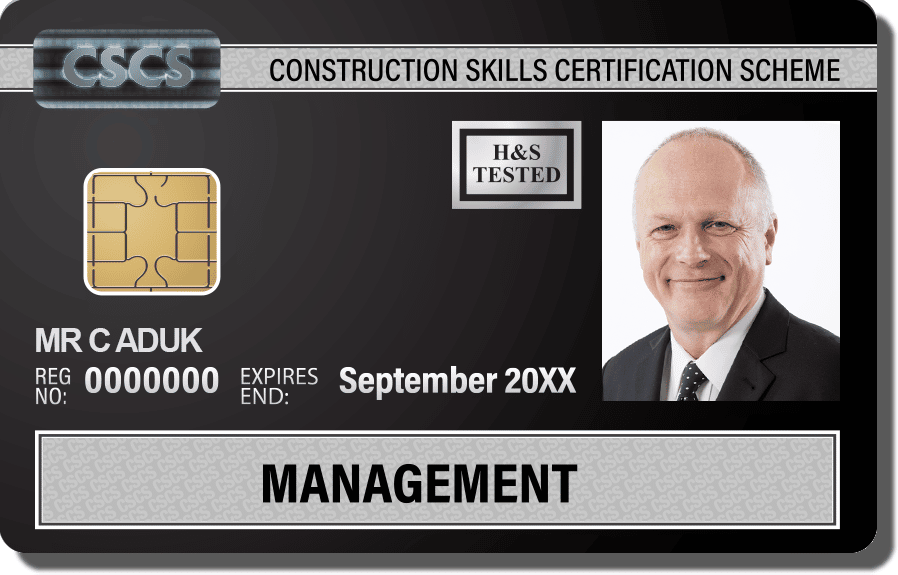 CSCS
CONSTRUCTION SKILLS CERTIFICATION SCHEME
H&S
TESTED
MR C ADUK
REG NO: 0000000 EXPIRES END: September 20XX
MANAGEMENT